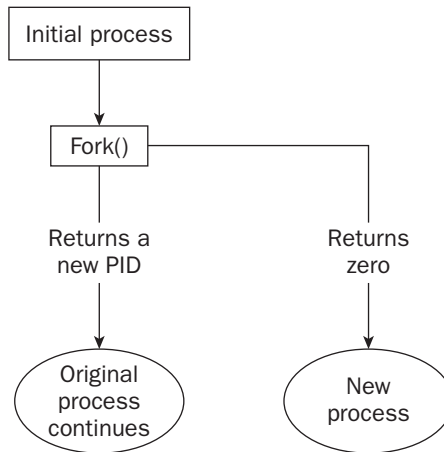 Initial process
Fork()
Returns a
new PID
Returns
zero
Original
process
continues
New
process